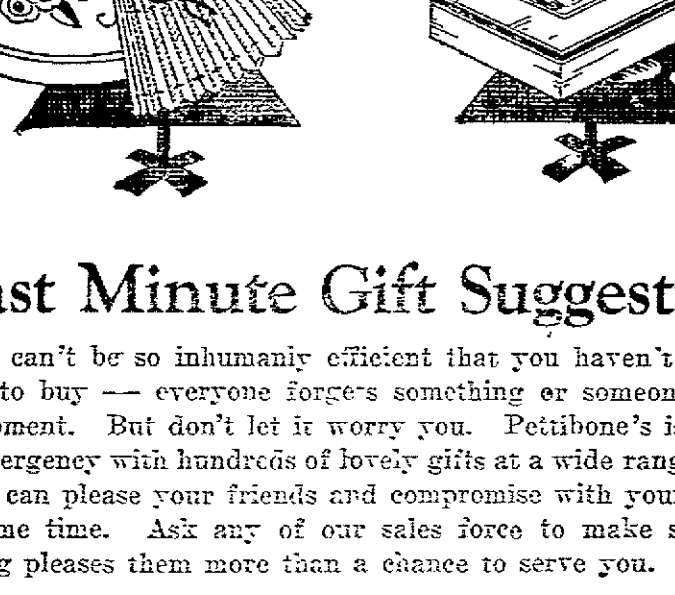 Minute Gift Suggest
can't be so inhumanly efficient that you haven't
to buy — everyone forgets something or someon
ment. But don't let it worry you. Pettibone's i
ergency with hundreds of lovely gifts at a wide rang
can please your friends and compromise with your
me time. Ask any of our sales force to make s
g pleases them more than a chance to serve you.